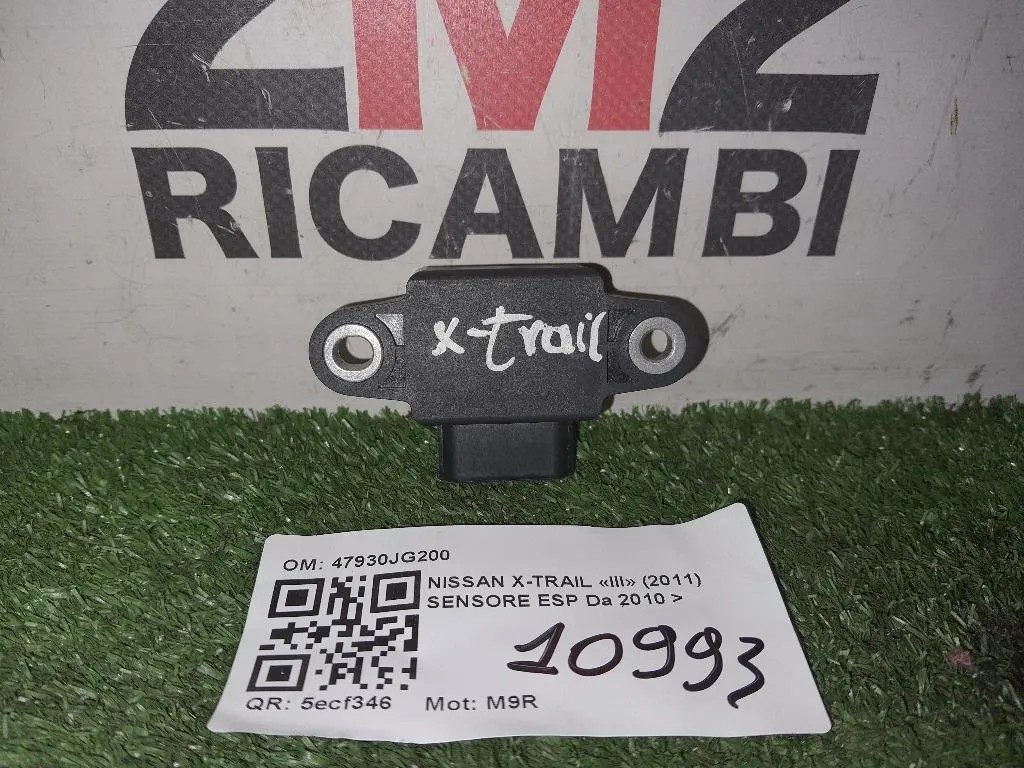 2M2
RICAMBI
x-trail
OM: 47930JG200
NISSAN X-TRAIL «III» (2011)
SENSORE ESP Da 2010 >
10993
QR: 5ecf346 Mot: M9R